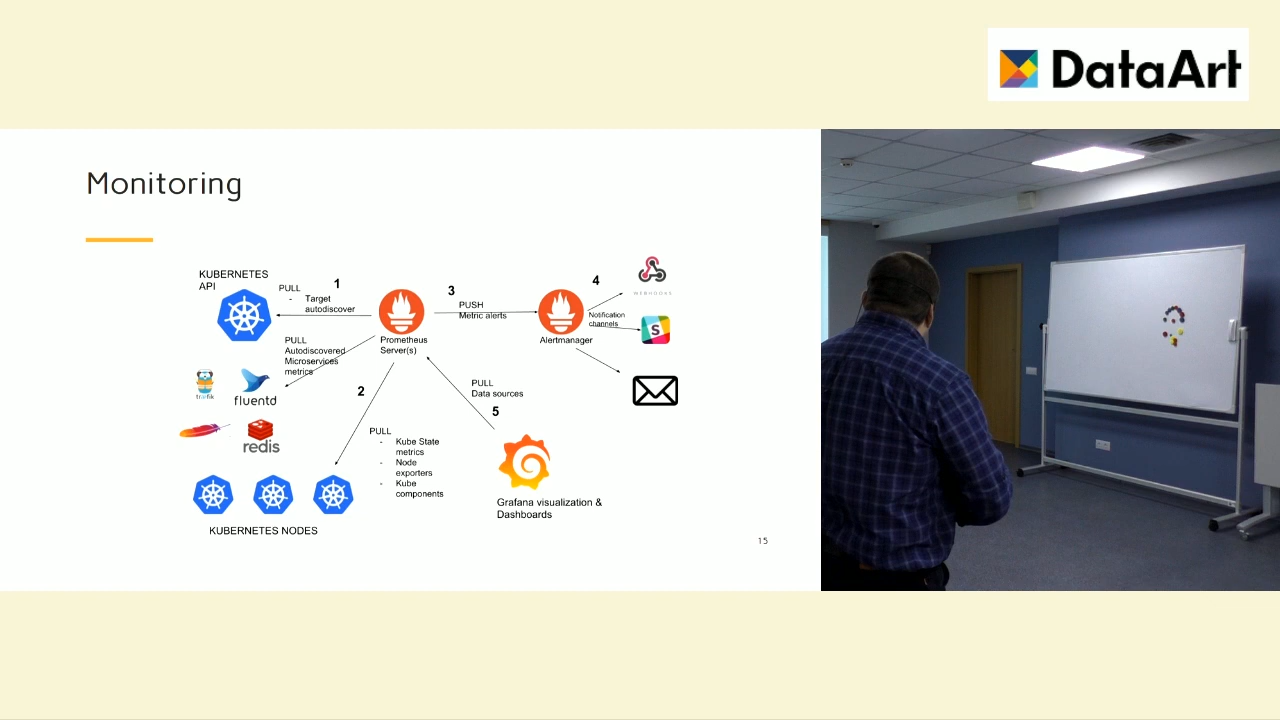 DataArt
Monitoring
KUBERNETES
API
PULL
1
- Target
autodiscover
3
PUSH
Metric alerts
4
WEBHOOKS
Notification
channels
S
Prometheus
Server(s)
Alertmanager
PULL
Autodiscovered
Microservices
metrics
træfik
fluentd
2
PULL
Data sources
5
redis
PULL
- Kube State
metrics
- Node
exporters
- Kube
components
Grafana visualization &
Dashboards
KUBERNETES NODES
15